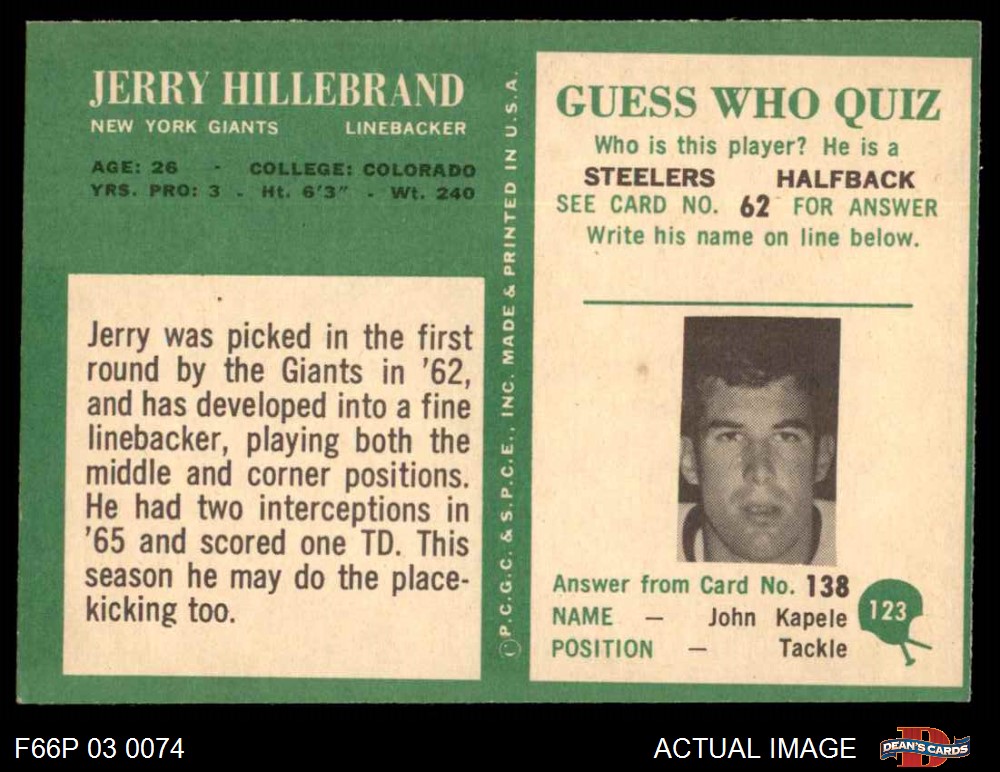 JERRY HILLEBRAND
NEW YORK GIANTS LINEBACKER
AGE: 26 - COLLEGE: COLORADO
YRS. PRO: 3 - Ht. 6'3" - Wt. 240
Jerry was picked in the first
round by the Giants in '62,
and has developed into a fine
linebacker, playing both the
middle and corner positions.
He had two interceptions in
'65 and scored one TD. This
season he may do the place-
kicking too.
© P.C.G.C. & S.P.C.E., INC. MADE & PRINTED IN U.S.A.
GUESS WHO QUIZ
Who is this player? He is a
STEELERS HALFBACK
SEE CARD NO. 62 FOR ANSWER
Write his name on line below.
Answer from Card No. 138
NAME — John Kapele
POSITION — Tackle
123
F66P 03 0074
ACTUAL IMAGE
D
DEAN'S CARDS